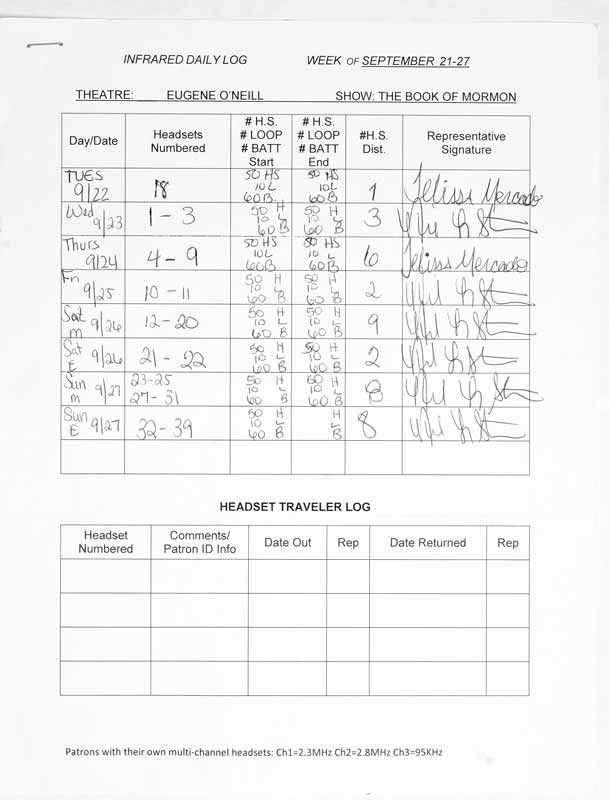 INFRARED DAILY LOG WEEK OF SEPTEMBER 21-27
THEATRE: EUGENE O'NEILL SHOW: THE BOOK OF MORMON
Day/Date
Headsets
Numbered
# H.S.
# LOOP
# BATT
Start
# H.S.
# LOOP
# BATT
End
#H.S.
Dist.
Representative
Signature
TUES
9/22
18
50 HS
10 L
60 B
50 HS
10 L
60 B
1
Jelissa Mercado
Wed
9/23
1-3
50 H
10 L
60 B
50 H
10 L
60 B
3
Thurs
9/24
4-9
50 HS
10 L
60 B
50 HS
10 L
60 B
6
Jelissa Mercado
Fri
9/25
10-11
50 H
10 L
60 B
50 H
10 L
60 B
2
Sat 9/26
m
12-20
50 H
10 L
60 B
50 H
10 L
60 B
9
Sat 9/26
E
21-22
50 H
10 L
60 B
50 H
10 L
60 B
2
Sun 9/27
m
23-25
27-31
50 H
10 L
60 B
50 H
10 L
60 B
8
Sun 9/27
E
32-39
50 H
10 L
60 B
H
L
B
8
HEADSET TRAVELER LOG
Headset
Numbered
Comments/
Patron ID Info
Date Out
Rep
Date Returned
Rep
Patrons with their own multi-channel headsets: Ch1=2.3MHz Ch2=2.8MHz Ch3=95KHz